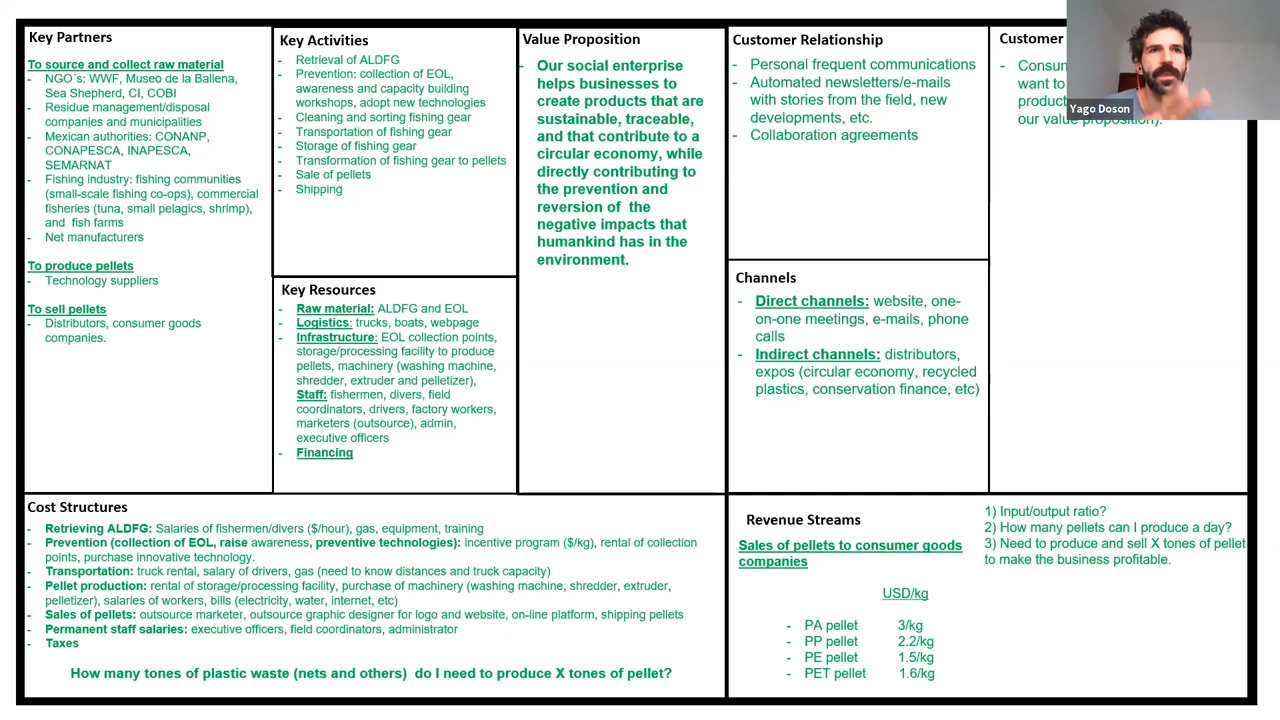 Key Partners
To source and collect raw material
- NGO´s: WWF, Museo de la Ballena,
Sea Shepherd, CI, COBI
- Residue management/disposal
companies and municipalities
- Mexican authorities: CONANP,
CONAPESCA, INAPESCA,
SEMARNAT
- Fishing industry: fishing communities
(small-scale fishing co-ops), commercial
fisheries (tuna, small pelagics, shrimp),
and fish farms
- Net manufacturers
To produce pellets
- Technology suppliers
To sell pellets
- Distributors, consumer goods
companies.
Key Activities
- Retrieval of ALDFG
- Prevention: collection of EOL,
awareness and capacity building
workshops, adopt new technologies
- Cleaning and sorting fishing gear
- Transportation of fishing gear
- Storage of fishing gear
- Transformation of fishing gear to pellets
- Sale of pellets
- Shipping
Key Resources
- Raw material: ALDFG and EOL
- Logistics: trucks, boats, webpage
- Infrastructure: EOL collection points,
storage/processing facility to produce
pellets, machinery (washing machine,
shredder, extruder and pelletizer),
Staff: fishermen, divers, field
coordinators, drivers, factory workers,
marketers (outsource), admin,
executive officers
- Financing
Value Proposition
- Our social enterprise
helps businesses to
create products that are
sustainable, traceable,
and that contribute to a
circular economy, while
directly contributing to
the prevention and
reversion of the
negative impacts that
humankind has in the
environment.
Customer Relationship
- Personal frequent communications
- Automated newsletters/e-mails
with stories from the field, new
developments, etc.
- Collaboration agreements
Channels
- Direct channels: website, one-
on-one meetings, e-mails, phone
calls
- Indirect channels: distributors,
expos (circular economy, recycled
plastics, conservation finance, etc)
Customer
- Consu
want to
product
our value proposition).
Yago Doson
Cost Structures
- Retrieving ALDFG: Salaries of fishermen/divers ($/hour), gas, equipment, training
- Prevention (collection of EOL, raise awareness, preventive technologies): incentive program ($/kg), rental of collection
points, purchase innovative technology.
- Transportation: truck rental, salary of drivers, gas (need to know distances and truck capacity)
- Pellet production: rental of storage/processing facility, purchase of machinery (washing machine, shredder, extruder,
pelletizer), salaries of workers, bills (electricity, water, internet, etc)
- Sales of pellets: outsource marketer, outsource graphic designer for logo and website, on-line platform, shipping pellets
- Permanent staff salaries: executive officers, field coordinators, administrator
- Taxes
How many tones of plastic waste (nets and others) do I need to produce X tones of pellet?
Revenue Streams
Sales of pellets to consumer goods
companies
USD/kg
- PA pellet 3/kg
- PP pellet 2.2/kg
- PE pellet 1.5/kg
- PET pellet 1.6/kg
1) Input/output ratio?
2) How many pellets can I produce a day?
3) Need to produce and sell X tones of pellet
to make the business profitable.